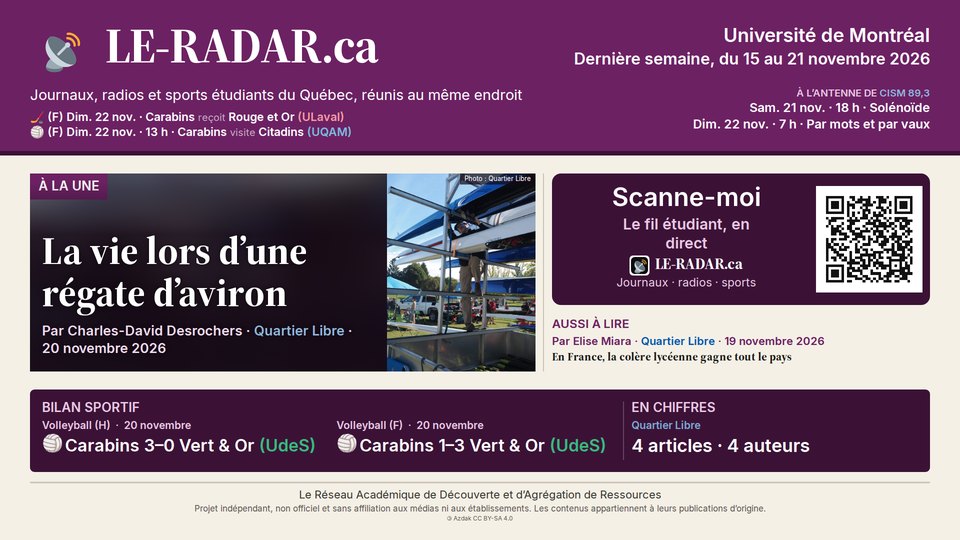 LE-RADAR.ca
Journaux, radios et sports étudiants du Québec, réunis au même endroit
(F) Dim. 22 nov. · Carabins reçoit Rouge et Or (ULaval)
(F) Dim. 22 nov. · 13 h · Carabins visite Citadins (UQAM)
Université de Montréal
Dernière semaine, du 15 au 21 novembre 2026
À L’ANTENNE DE CISM 89,3
Sam. 21 nov. · 18 h · Solénoïde
Dim. 22 nov. · 7 h · Par mots et par vaux
À LA UNE
Photo : Quartier Libre
La vie lors d’une
régate d’aviron
Par Charles-David Desrochers · Quartier Libre ·
20 novembre 2026
Scanne-moi
Le fil étudiant, en
direct
LE-RADAR.ca
Journaux · radios · sports
AUSSI À LIRE
Par Elise Miara · Quartier Libre · 19 novembre 2026
En France, la colère lycéenne gagne tout le pays
BILAN SPORTIF
Volleyball (H) · 20 novembre
Carabins 3–0 Vert & Or (UdeS)
Volleyball (F) · 20 novembre
Carabins 1–3 Vert & Or (UdeS)
EN CHIFFRES
Quartier Libre
4 articles · 4 auteurs
Le Réseau Académique de Découverte et d’Agrégation de Ressources
Projet indépendant, non officiel et sans affiliation aux médias ni aux établissements. Les contenus appartiennent à leurs publications d’origine.
Azdak CC BY-SA 4.0